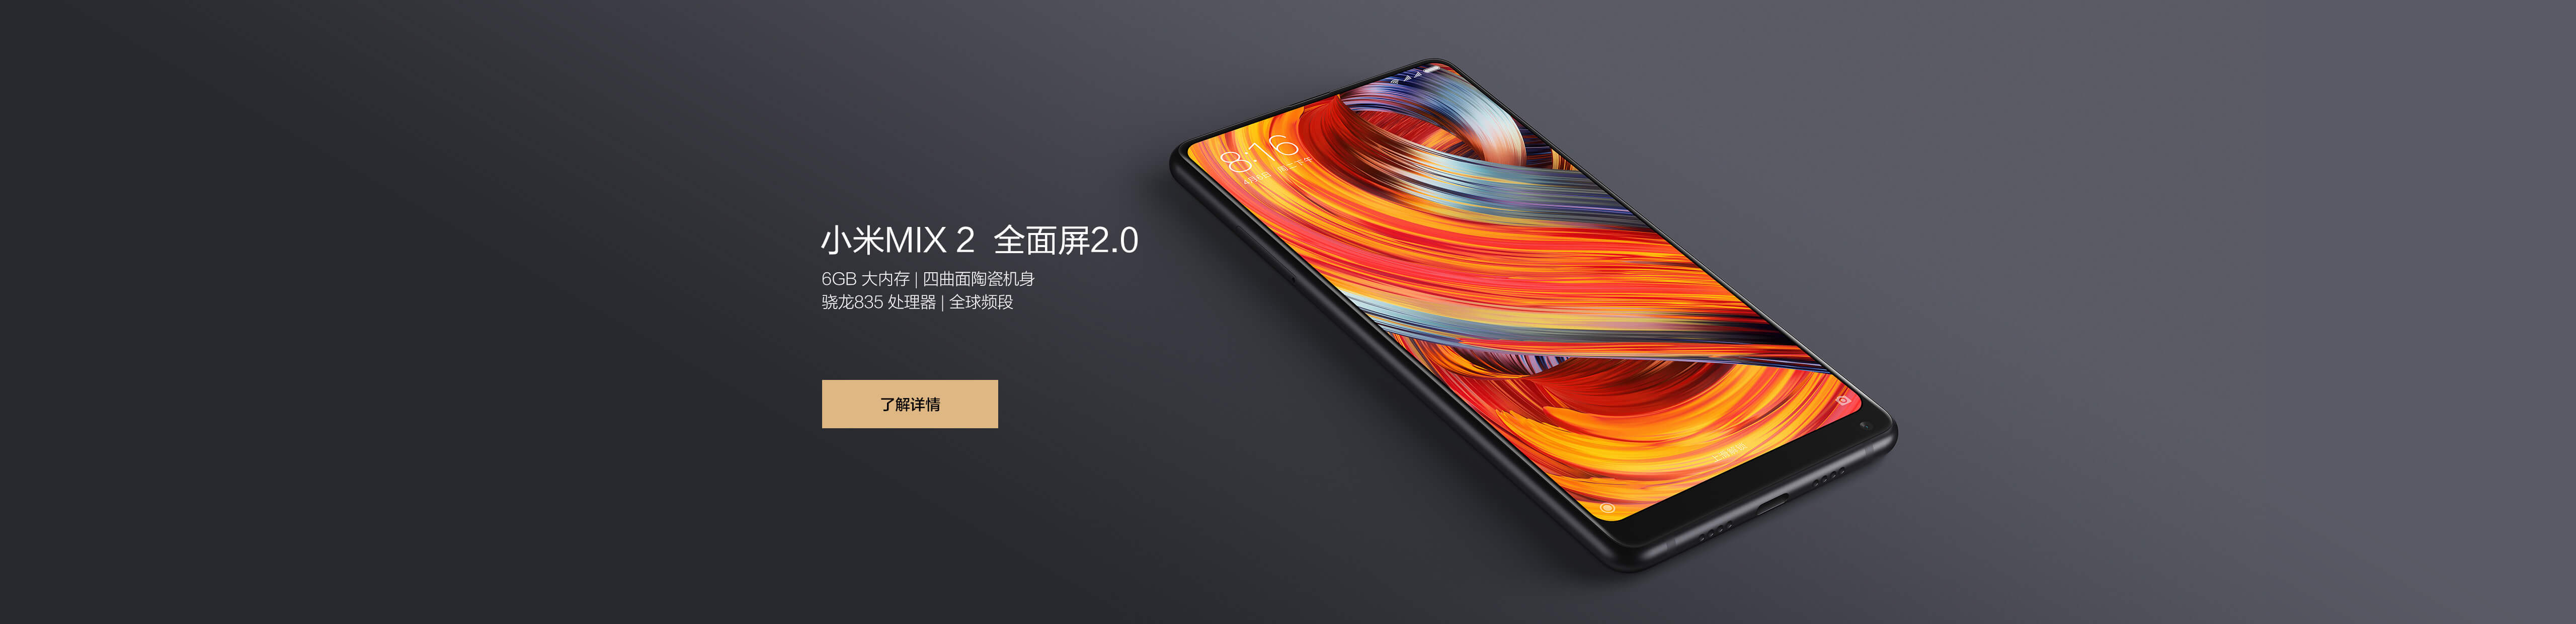 小米MIX 2 全面屏2.0
6GB 大内存 | 四曲面陶瓷机身
骁龙835 处理器 | 全球频段
了解详情
8:16